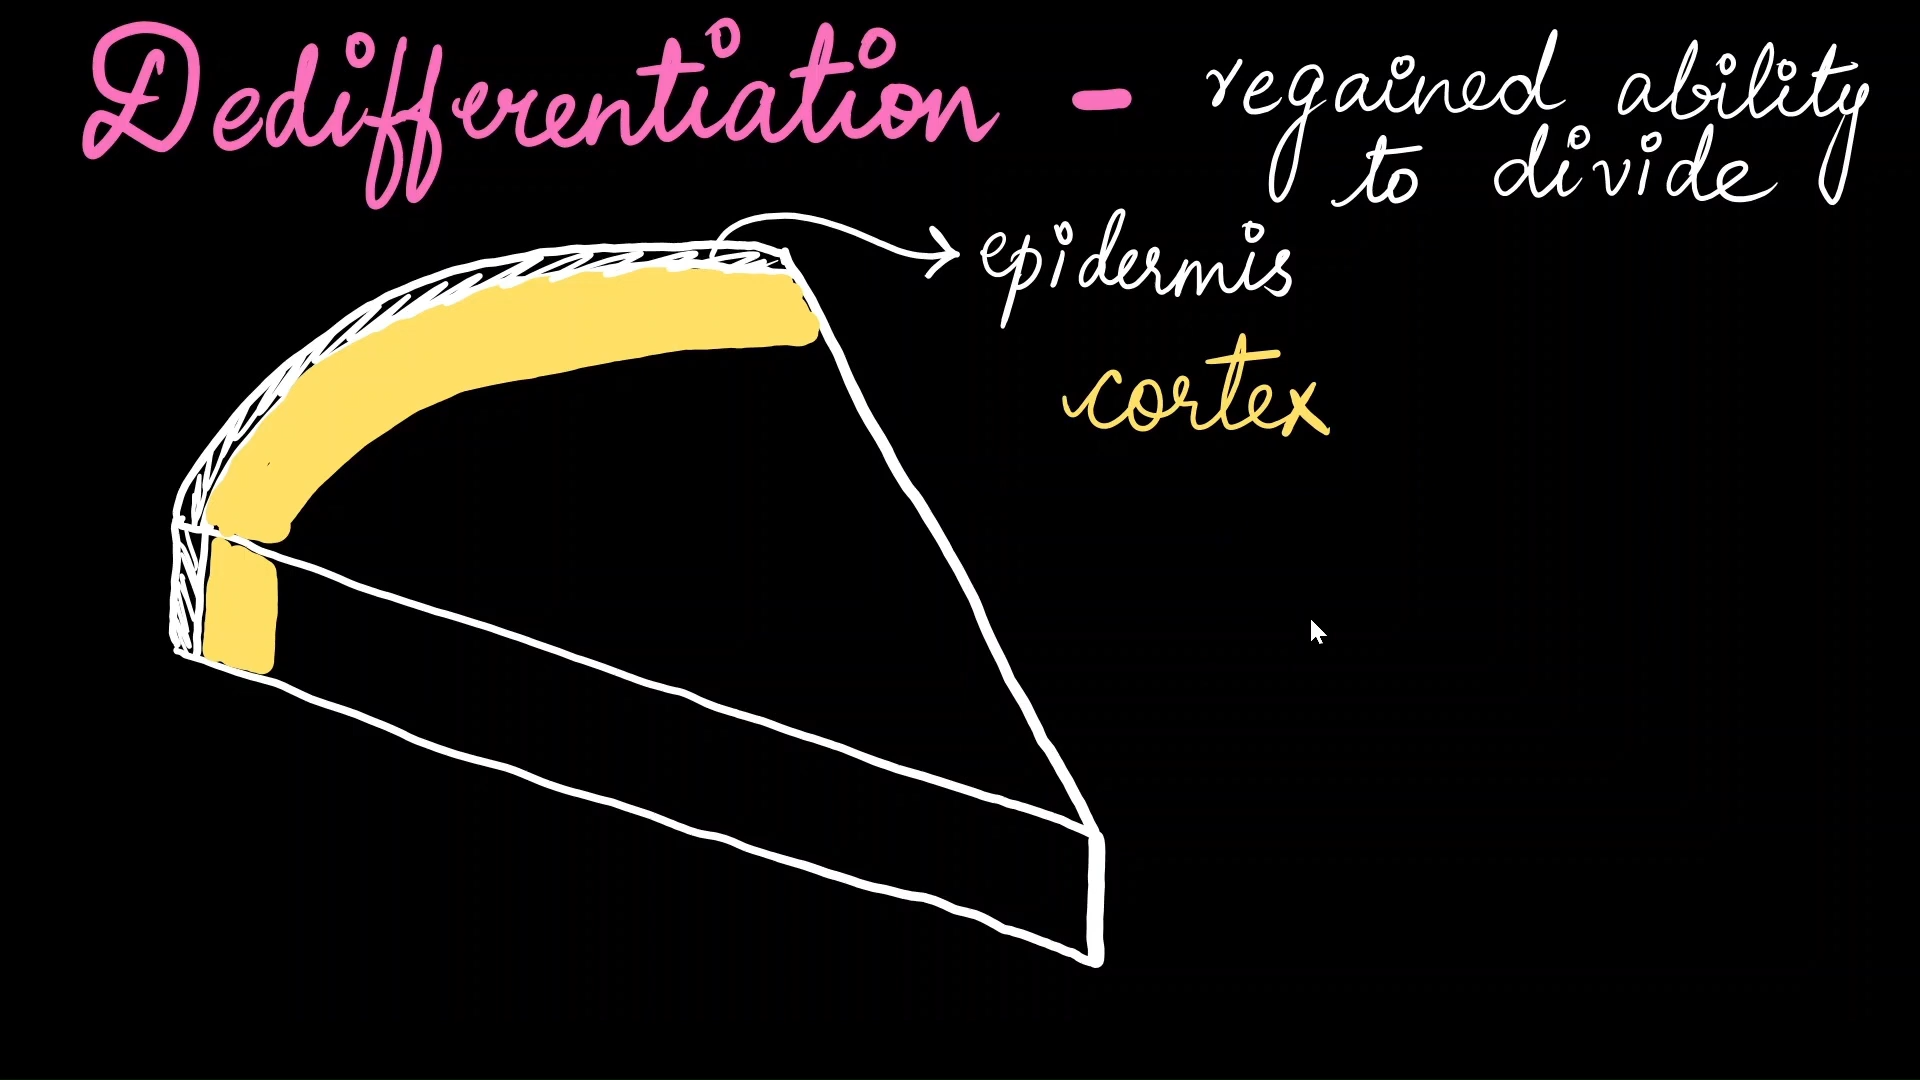 Dedifferentiation - regained ability
to divide
epidermis
cortex